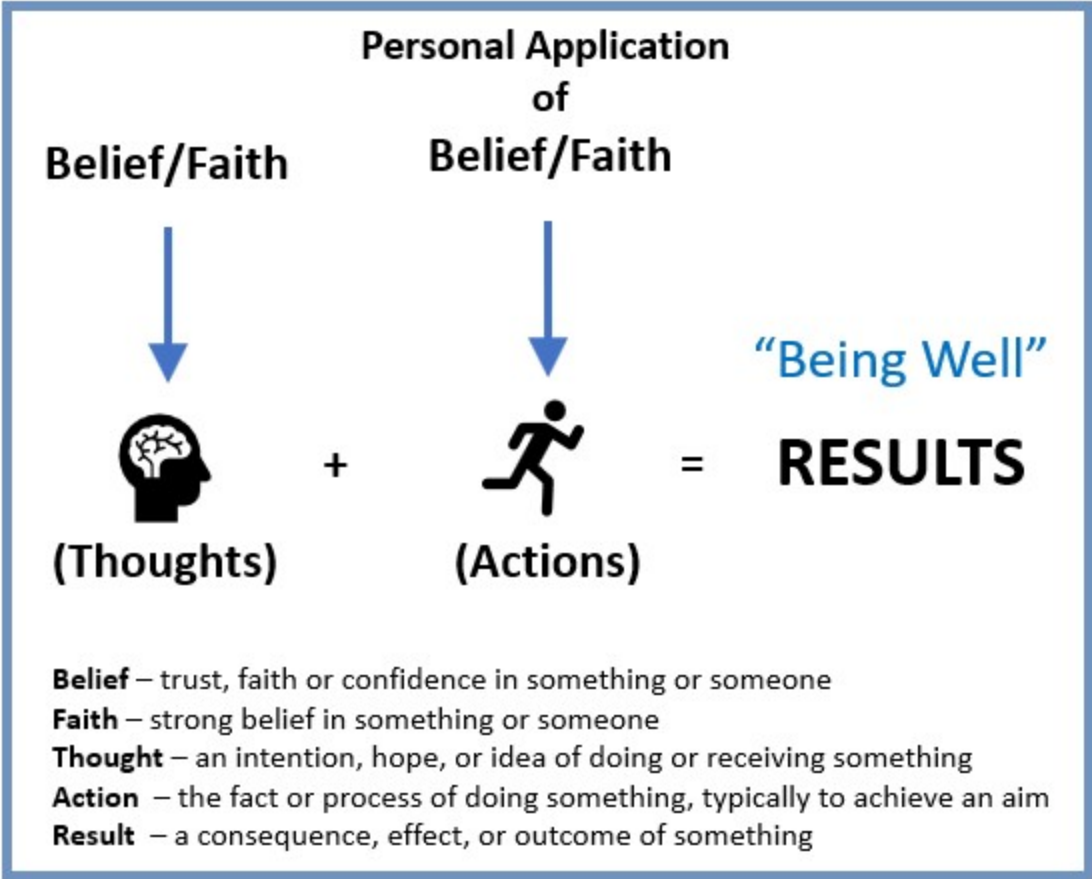 Personal Application
of
Belief/Faith
Belief/Faith
(Thoughts)
+
(Actions)
=
“Being Well”
RESULTS
Belief – trust, faith or confidence in something or someone
Faith – strong belief in something or someone
Thought – an intention, hope, or idea of doing or receiving something
Action – the fact or process of doing something, typically to achieve an aim
Result – a consequence, effect, or outcome of something